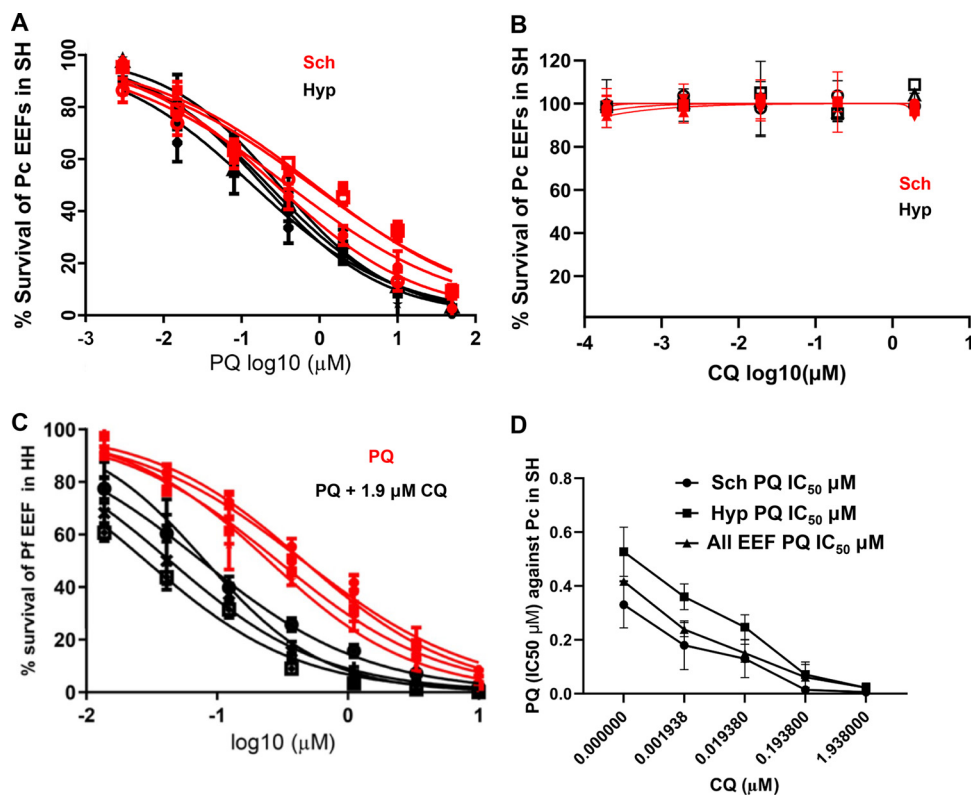 A
% Survival of Pc EEFs in SH
100
80
60
40
20
0
Sch
Hyp
-3 -2 -1 0 1 2
PQ log10 (μM)
B
% Survival of Pc EEFs in SH
120
100
80
60
40
20
0
Sch
Hyp
-4 -3 -2 -1 0 1
CQ log10(μM)
C
% survival of Pf EEF in HH
100
80
60
40
20
0
PQ
PQ + 1.9 μM CQ
-2 -1 0 1
log10 (μM)
D
PQ (IC50 μM) against Pc in SH
0.8
0.6
0.4
0.2
0.0
Sch PQ IC50 μM
Hyp PQ IC50 μM
All EEF PQ IC50 μM
0.000000 0.001938 0.019380 0.193800 1.938000
CQ (μM)